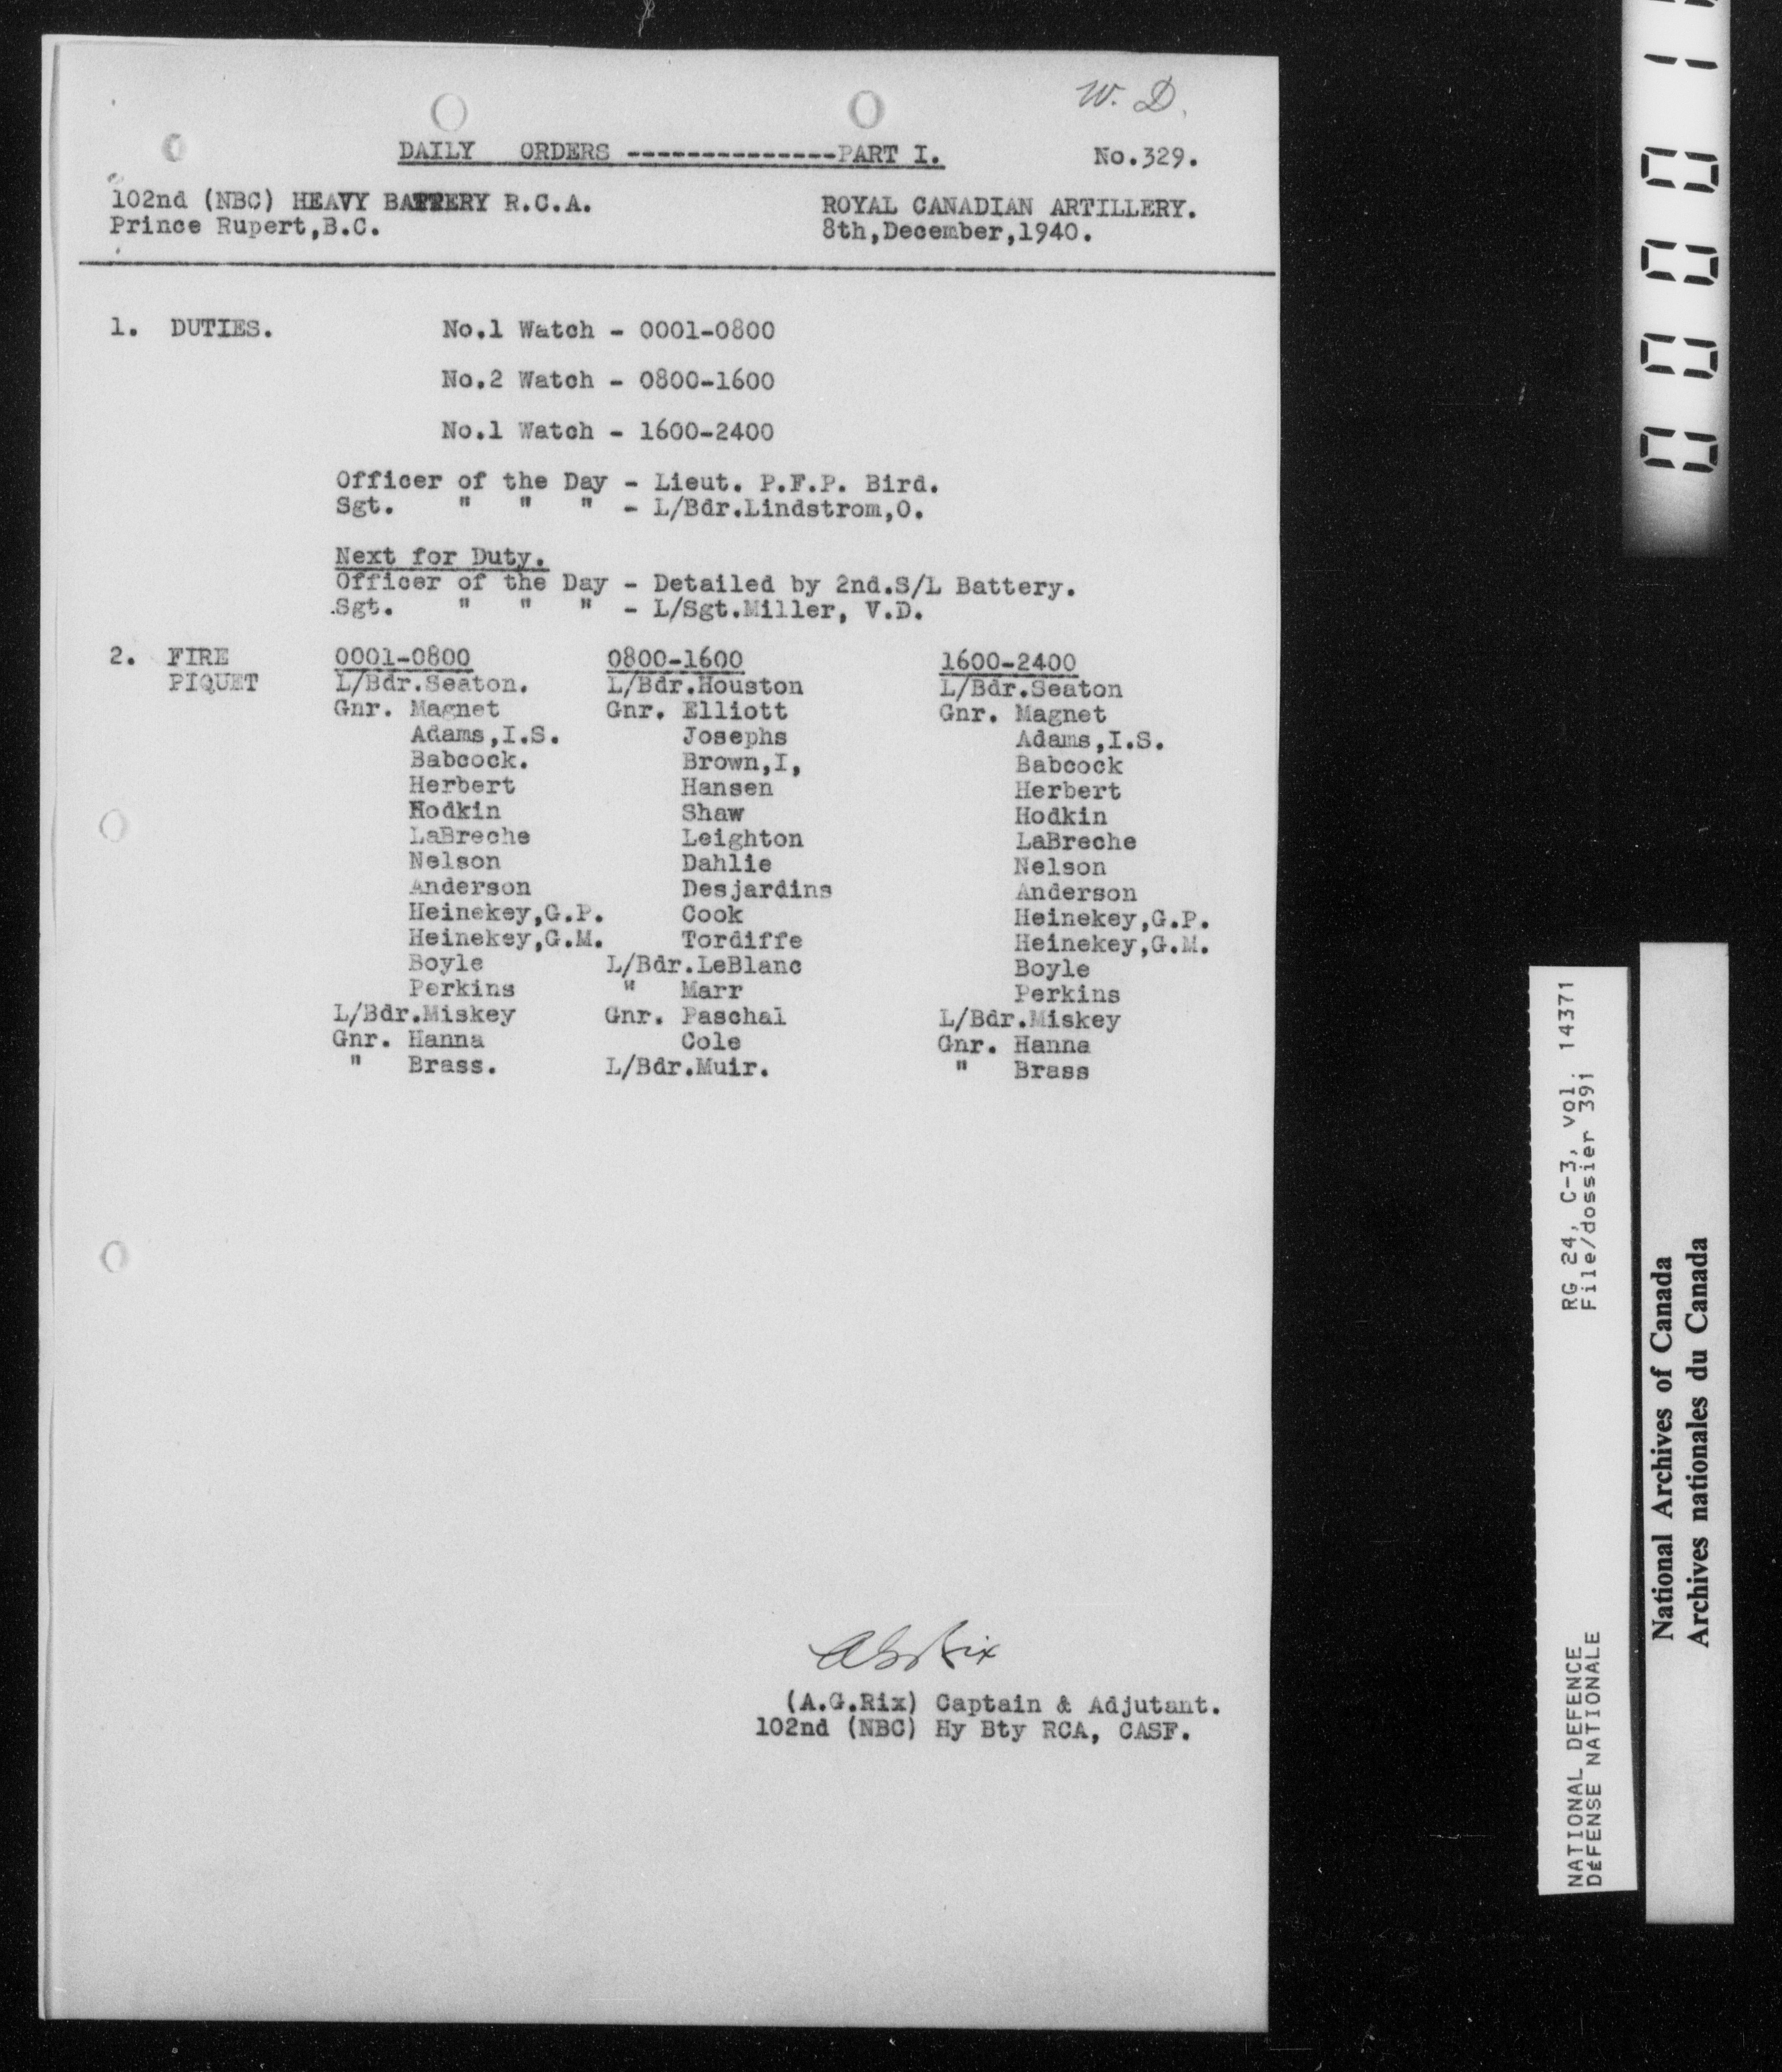 W. D.
DAILY ORDERS --------------PART I. No.329.
102nd (NBC) HEAVY BATTERY R.C.A. ROYAL CANADIAN ARTILLERY.
Prince Rupert,B.C. 8th,December,1940.
1. DUTIES. No.1 Watch - 0001-0800
No.2 Watch - 0800-1600
No.1 Watch - 1600-2400
Officer of the Day - Lieut. P.F.P. Bird.
Sgt. " " " - L/Bdr.Lindstrom,O.
Next for Duty.
Officer of the Day - Detailed by 2nd.S/L Battery.
Sgt. " " " - L/Sgt.Miller, V.D.
2. FIRE 0001-0800 0800-1600 1600-2400
PIQUET L/Bdr.Seaton. L/Bdr.Houston L/Bdr.Seaton
Gnr. Magnet Gnr. Elliott Gnr. Magnet
Adams,I.S. Josephs Adams,I.S.
Babcock. Brown,I, Babcock
Herbert Hansen Herbert
Hodkin Shaw Hodkin
LaBreche Leighton LaBreche
Nelson Dahlie Nelson
Anderson Desjardins Anderson
Heinekey,G.P. Cook Heinekey,G.P.
Heinekey,G.M. Tordiffe Heinekey,G.M.
Boyle L/Bdr.LeBlanc Boyle
Perkins " Marr Perkins
L/Bdr.Miskey Gnr. Paschal L/Bdr.Miskey
Gnr. Hanna Cole Gnr. Hanna
" Brass. L/Bdr.Muir. " Brass
AGRix
(A.G.Rix) Captain & Adjutant.
102nd (NBC) Hy Bty RCA, CASF.
NATIONAL DEFENCE RG 24, C-3, vol. 14371
DÉFENSE NATIONALE File/dossier 391
National Archives of Canada
Archives nationales du Canada